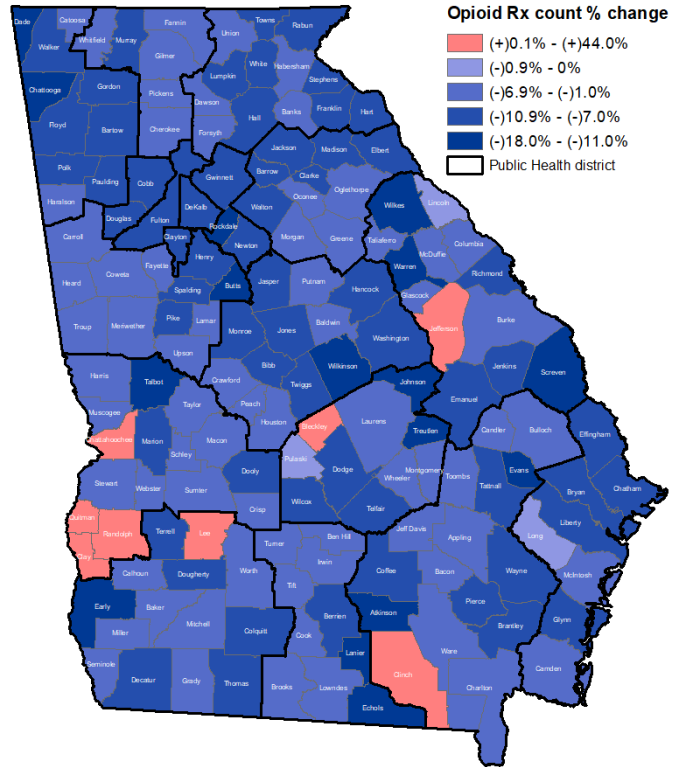 Opioid Rx count % change
(+)0.1% - (+)44.0%
(-)0.9% - 0%
(-)6.9% - (-)1.0%
(-)10.9% - (-)7.0%
(-)18.0% - (-)11.0%
Public Health district
Dade
Catoosa
Fannin
Towns
Rabun
Walker
Whitfield
Murray
Union
Gilmer
White
Habersham
Lumpkin
Stephens
Chattooga
Gordon
Pickens
Dawson
Banks
Franklin
Hart
Floyd
Bartow
Cherokee
Forsyth
Hall
Polk
Paulding
Cobb
Gwinnett
Jackson
Madison
Elbert
Barrow
Clarke
Haralson
Douglas
Fulton
DeKalb
Walton
Oconee
Oglethorpe
Wilkes
Lincoln
Carroll
Clayton
Rockdale
Newton
Morgan
Greene
Taliaferro
McDuffie
Columbia
Heard
Coweta
Fayette
Henry
Spalding
Butts
Jasper
Putnam
Hancock
Warren
Richmond
Glascock
Troup
Meriwether
Pike
Lamar
Monroe
Jones
Baldwin
Washington
Jefferson
Burke
Upson
Harris
Talbot
Crawford
Bibb
Twiggs
Wilkinson
Johnson
Emanuel
Jenkins
Screven
Muscogee
Taylor
Peach
Houston
Bleckley
Laurens
Treutlen
Candler
Bulloch
Effingham
Chattahoochee
Marion
Schley
Macon
Pulaski
Dodge
Wheeler
Montgomery
Toombs
Evans
Tattnall
Bryan
Chatham
Stewart
Webster
Sumter
Dooly
Crisp
Wilcox
Telfair
Liberty
Quitman
Randolph
Terrell
Lee
Turner
Ben Hill
Jeff Davis
Appling
Long
McIntosh
Clay
Calhoun
Dougherty
Worth
Irwin
Tift
Coffee
Bacon
Wayne
Early
Baker
Mitchell
Colquitt
Berrien
Cook
Atkinson
Pierce
Brantley
Glynn
Miller
Seminole
Decatur
Grady
Thomas
Brooks
Lowndes
Lanier
Clinch
Ware
Charlton
Camden
Echols